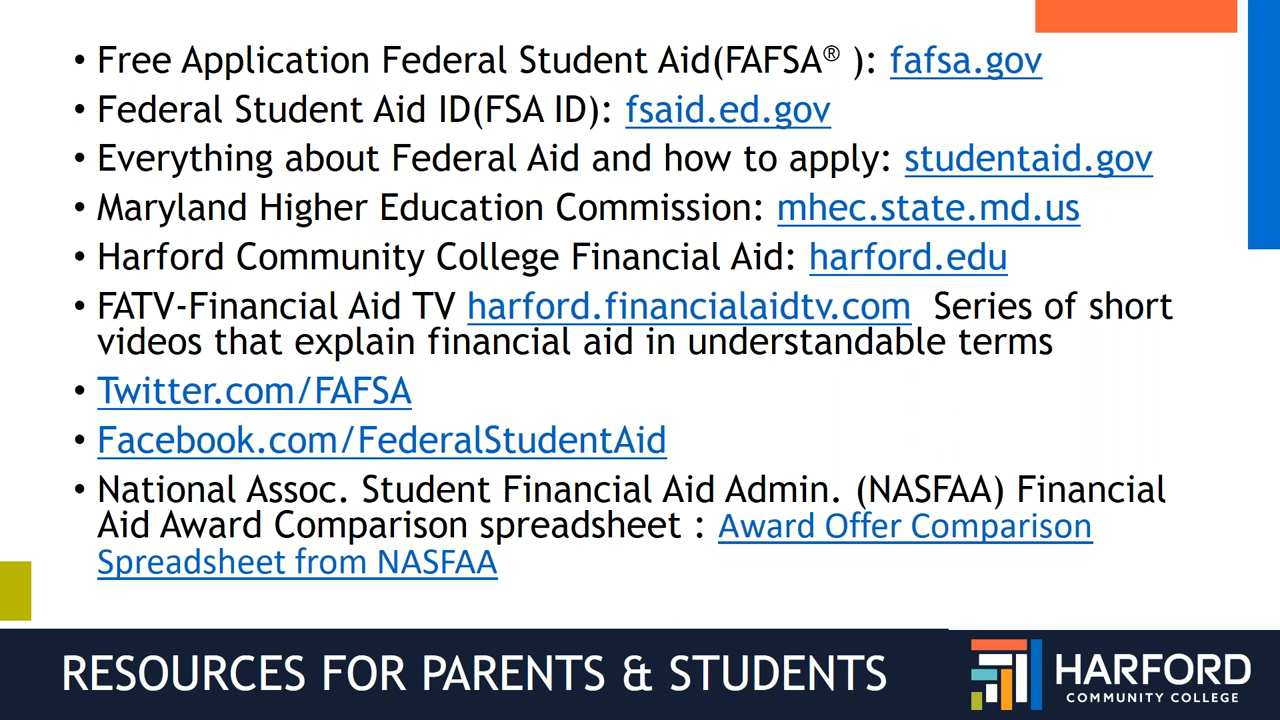 • Free Application Federal Student Aid(FAFSA® ): fafsa.gov
• Federal Student Aid ID(FSA ID): fsaid.ed.gov
• Everything about Federal Aid and how to apply: studentaid.gov
• Maryland Higher Education Commission: mhec.state.md.us
• Harford Community College Financial Aid: harford.edu
• FATV-Financial Aid TV harford.financialaidtv.com Series of short
videos that explain financial aid in understandable terms
• Twitter.com/FAFSA
• Facebook.com/FederalStudentAid
• National Assoc. Student Financial Aid Admin. (NASFAA) Financial
Aid Award Comparison spreadsheet : Award Offer Comparison
Spreadsheet from NASFAA
RESOURCES FOR PARENTS & STUDENTS
HARFORD
COMMUNITY COLLEGE